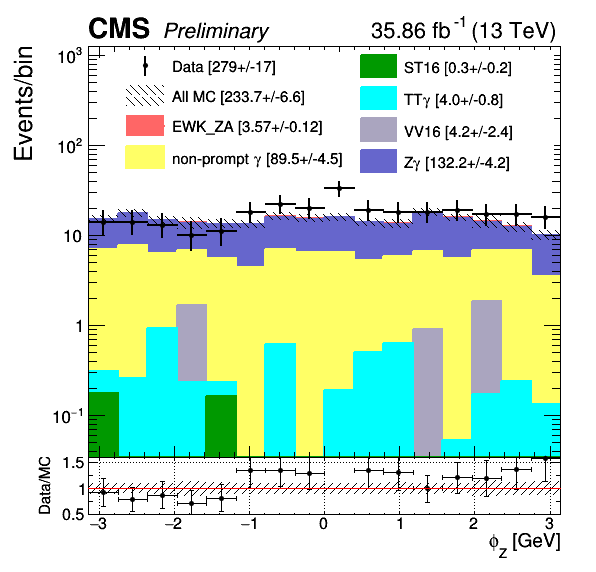 CMS Preliminary 35.86 fb⁻¹ (13 TeV)
Events/bin
10³
10²
10
1
10⁻¹
Data [279+/-17]
All MC [233.7+/-6.6]
EWK_ZA [3.57+/-0.12]
non-prompt γ [89.5+/-4.5]
ST16 [0.3+/-0.2]
TTγ [4.0+/-0.8]
VV16 [4.2+/-2.4]
Zγ [132.2+/-4.2]
Data/MC
1.5
1
0.5
−3 −2 −1 0 1 2 3
ϕ_Z [GeV]